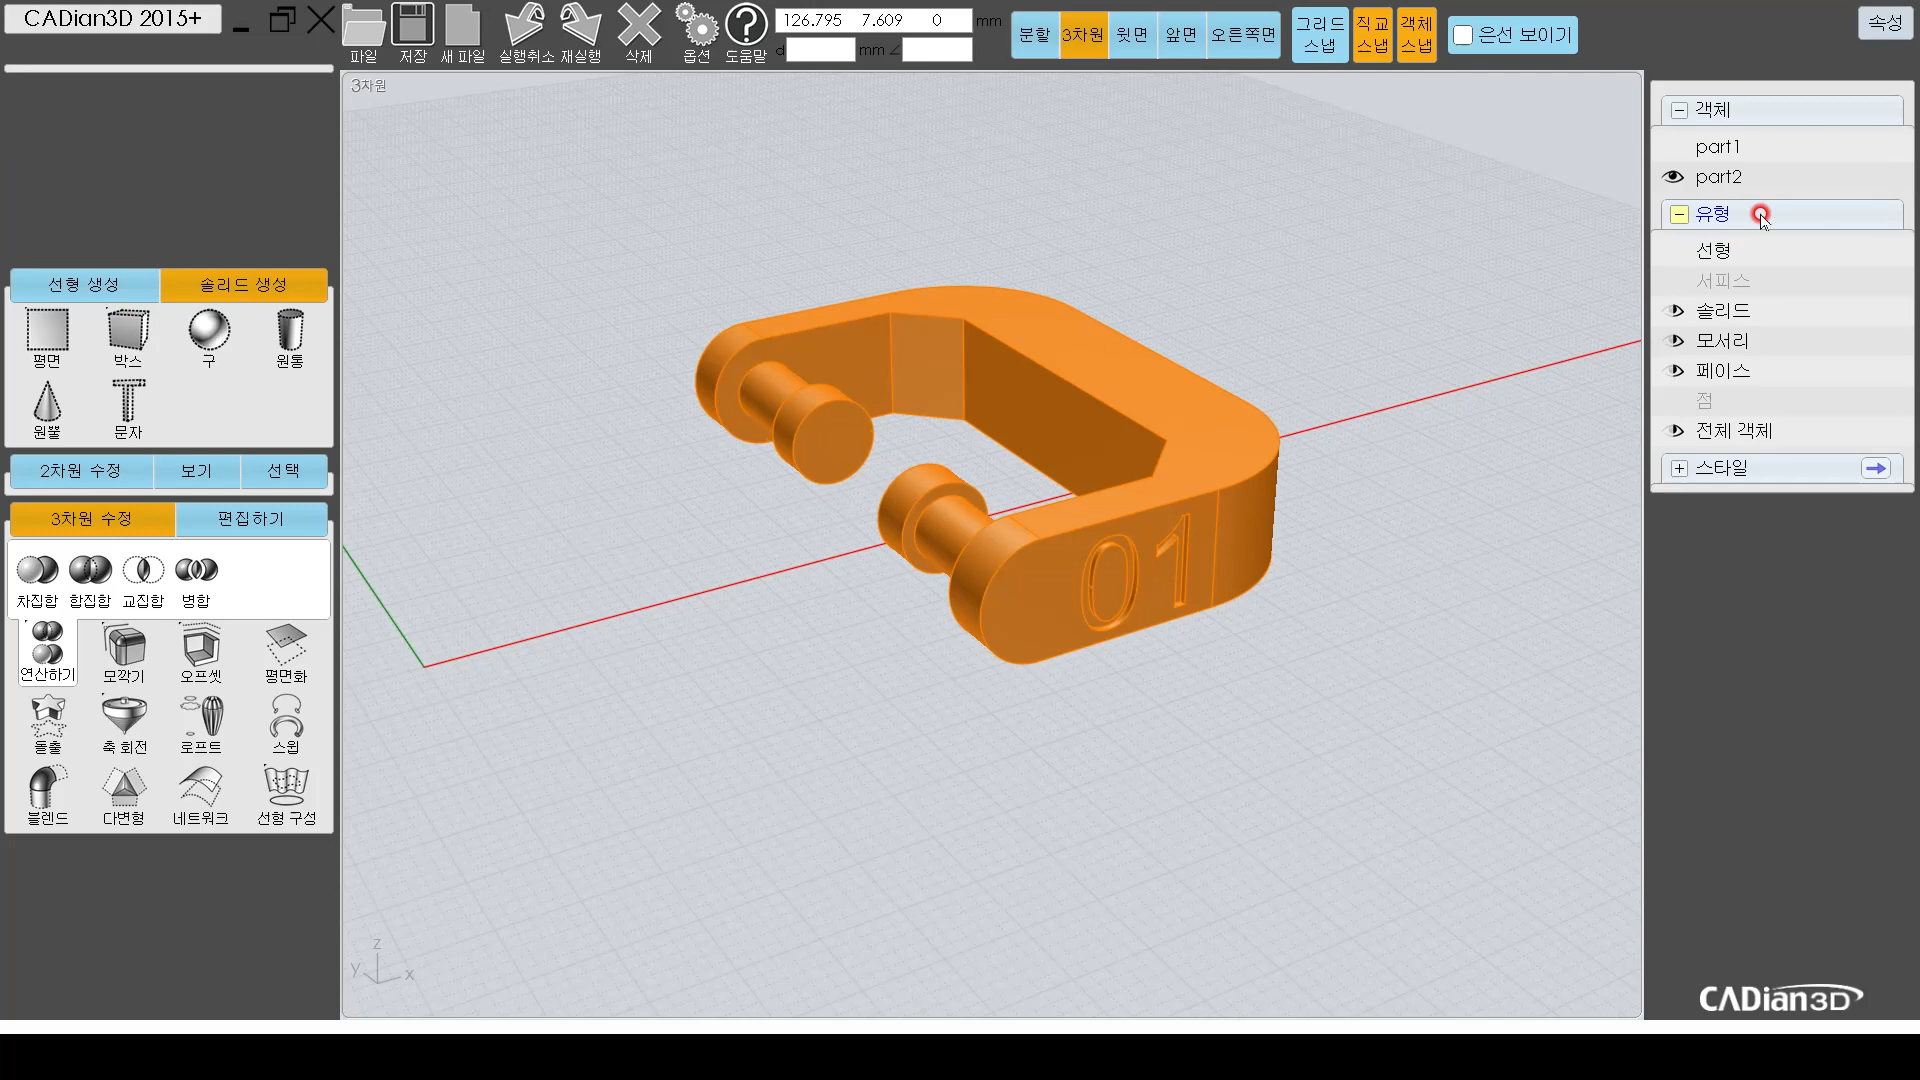 CADian3D 2015+
파일
저장
새 파일
실행취소
재실행
삭제
옵션
도움말
126.795 7.609 0 mm
d mm
분할
3차원
윗면
앞면
오른쪽면
그리드
스냅
직교
스냅
객체
스냅
은선 보이기
속성
3차원
객체
part1
part2
유형
선형
서피스
솔리드
모서리
페이스
점
전체 객체
스타일
선형 생성
솔리드 생성
평면
박스
구
원통
원뿔
문자
2차원 수정
보기
선택
3차원 수정
편집하기
차집합
합집합
교집합
병합
연산하기
모깍기
오프셋
평면화
돌출
축 회전
로프트
스윕
블렌드
다변형
네트워크
선형 구성
01
z
y
x
CADian3D